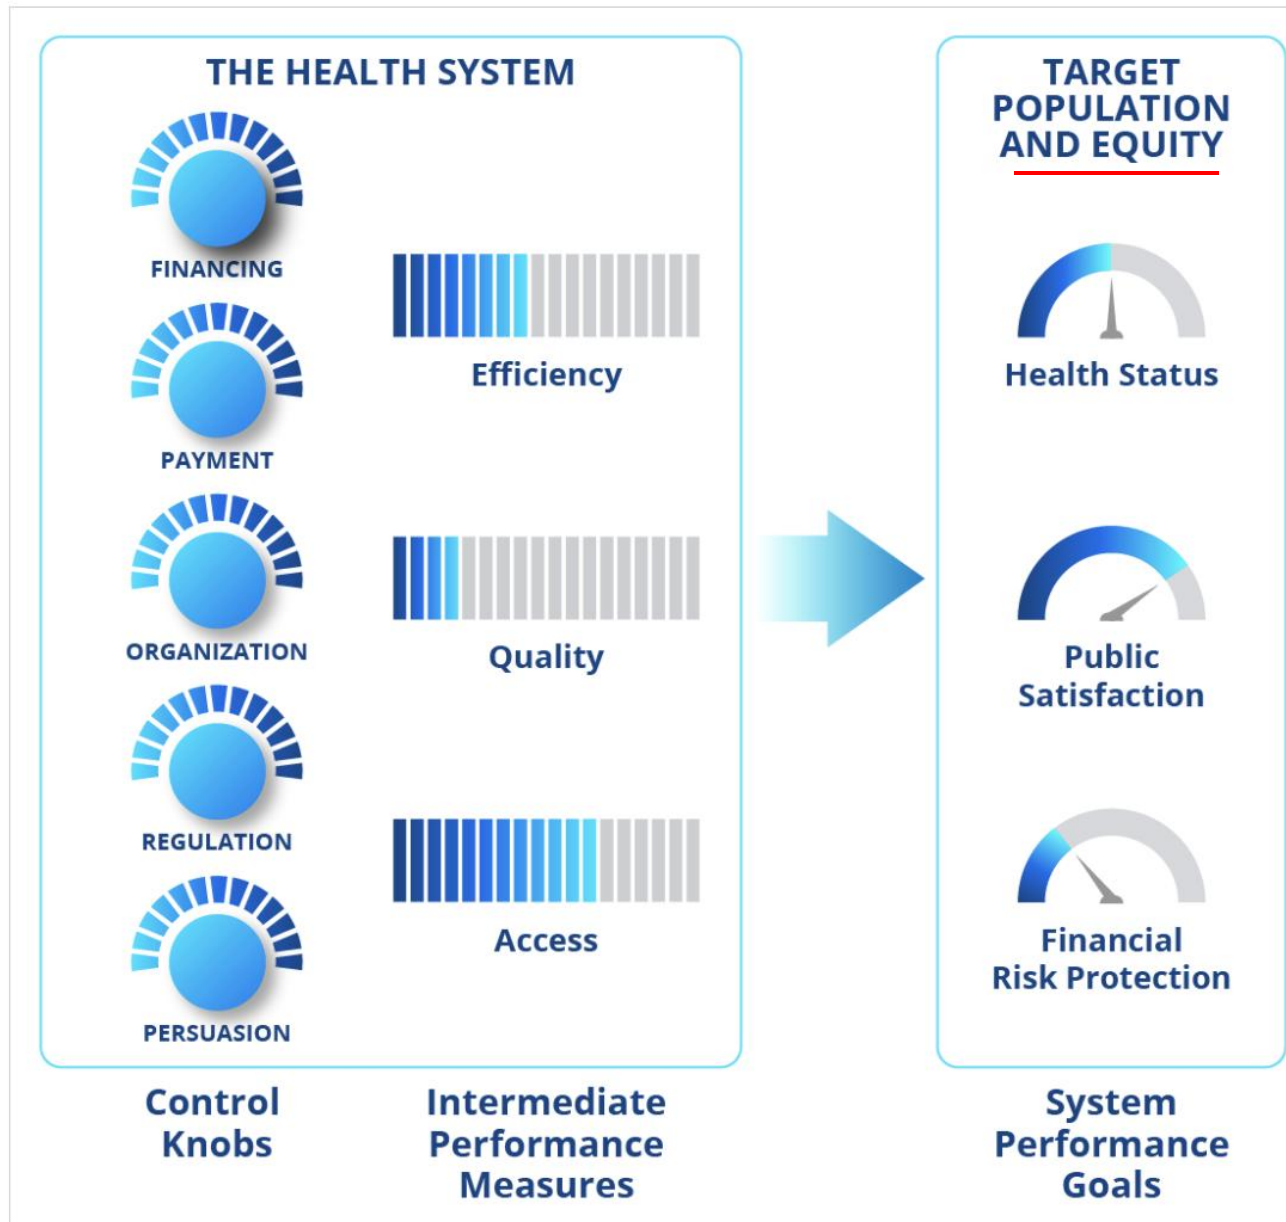 THE HEALTH SYSTEM
FINANCING
PAYMENT
ORGANIZATION
REGULATION
PERSUASION
Efficiency
Quality
Access
Control
Knobs
Intermediate
Performance
Measures
TARGET
POPULATION
AND EQUITY
Health Status
Public
Satisfaction
Financial
Risk Protection
System
Performance
Goals